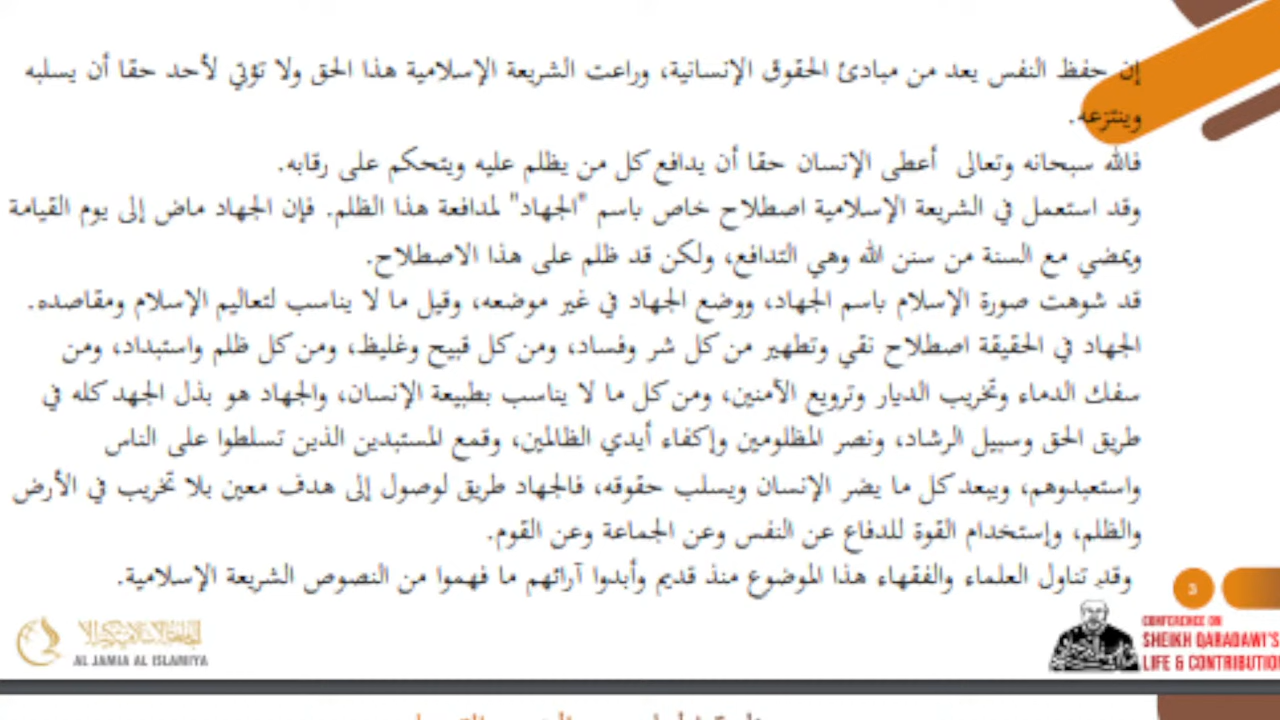 إن حفظ النفس يعد من مبادئ الحقوق الإنسانية، وراعت الشريعة الإسلامية هذا الحق ولا تؤتي لأحد حقا أن يسلبه
وينتزعه.
فالله سبحانه وتعالى أعطى الإنسان حقا أن يدافع كل من يظلم عليه ويتحكم على رقابه.
وقد استعمل في الشريعة الإسلامية اصطلاح خاص باسم "الجهاد" لمدافعة هذا الظلم. فإن الجهاد ماض إلى يوم القيامة
ويمضي مع السنة من سنن الله وهي التدافع، ولكن قد ظلم على هذا الاصطلاح.
قد شوهت صورة الإسلام باسم الجهاد، ووضع الجهاد في غير موضعه، وقيل ما لا يناسب لتعاليم الإسلام ومقاصده.
الجهاد في الحقيقة اصطلاح نقي وتطهير من كل شر وفساد، ومن كل قبيح وغليظ، ومن كل ظلم واستبداد، ومن
سفك الدماء وتخريب الديار وترويع الآمنين، ومن كل ما لا يناسب بطبيعة الإنسان، والجهاد هو بذل الجهد كله في
طريق الحق وسبيل الرشاد، ونصر المظلومين وإكفاء أيدي الظالمين، وقمع المستبدين الذين تسلطوا على الناس
واستعبدوهم، ويبعد كل ما يضر الإنسان ويسلب حقوقه، فالجهاد طريق لوصول إلى هدف معين بلا تخريب في الأرض
والظلم، وإستخدام القوة للدفاع عن النفس وعن الجماعة وعن القوم.
وقد تناول العلماء والفقهاء هذا الموضوع منذ قديم وأبدوا آرائهم ما فهموا من النصوص الشريعة الإسلامية.
3
AL JAMIA AL ISLAMIYA
CONFERENCE ON
SHEIKH QARADAWI'S
LIFE & CONTRIBUTION